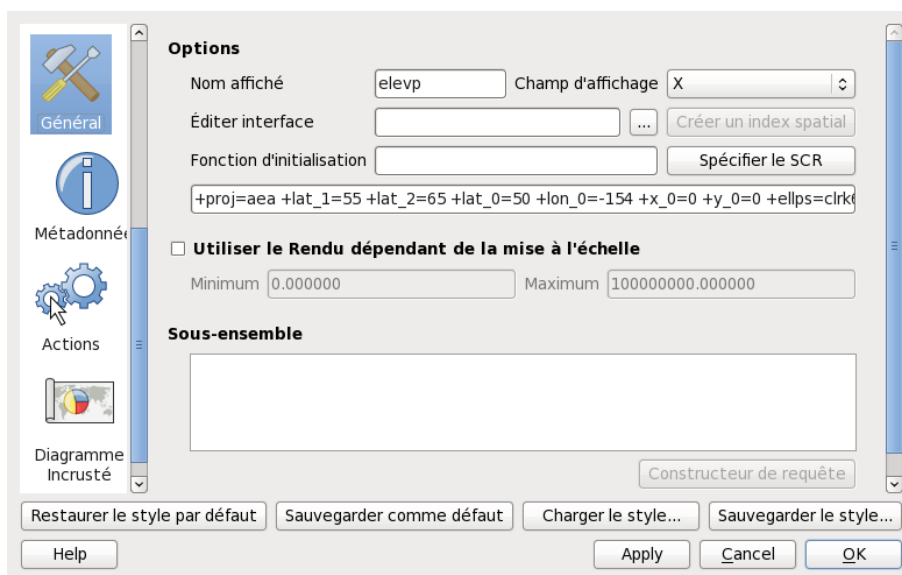 Général
Métadonné
Actions
Diagramme
Incrusté
Options
Nom affiché elevp Champ d'affichage X
Éditer interface ... Créer un index spatial
Fonction d'initialisation Spécifier le SCR
+proj=aea +lat_1=55 +lat_2=65 +lat_0=50 +lon_0=-154 +x_0=0 +y_0=0 +ellps=clrk
Utiliser le Rendu dépendant de la mise à l'échelle
Minimum 0.000000 Maximum 100000000.000000
Sous-ensemble
Constructeur de requête
Restaurer le style par défaut Sauvegarder comme défaut Charger le style... Sauvegarder le style...
Help Apply Cancel OK